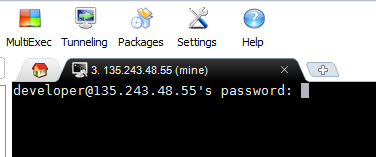 MultiExec Tunneling Packages Settings Help
3. 135.243.48.55 (mine)
developer@135.243.48.55's password: